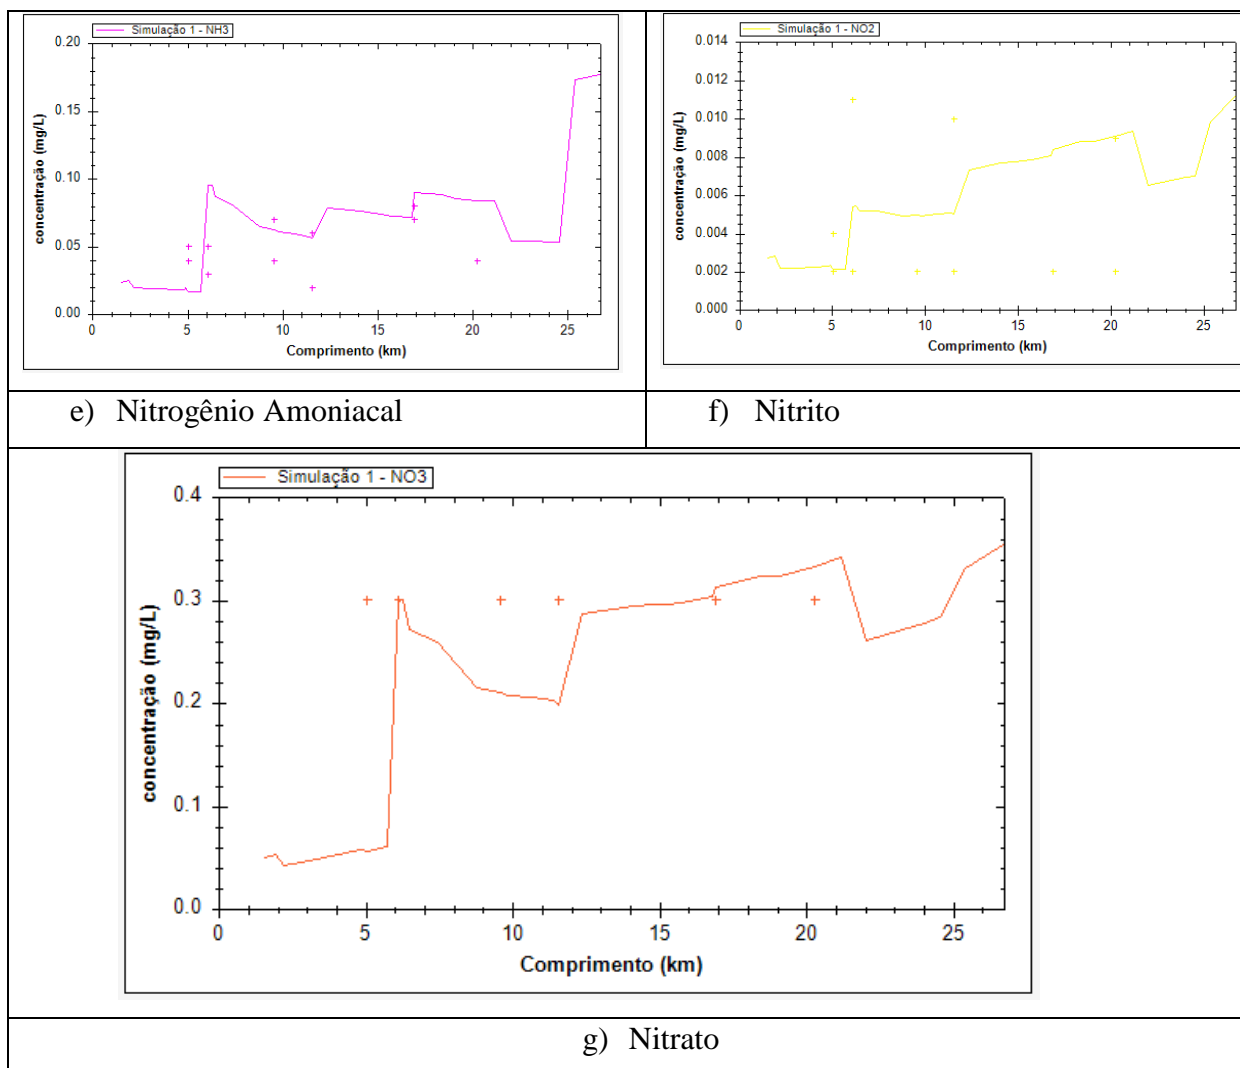 Simulação 1 - NH3
concentração (mg/L)
0.20
0.15
0.10
0.05
0.00
0 5 10 15 20 25
Comprimento (km)
Simulação 1 - NO2
concentração (mg/L)
0.014
0.012
0.010
0.008
0.006
0.004
0.002
0.000
0 5 10 15 20 25
Comprimento (km)
e) Nitrogênio Amoniacal
f) Nitrito
Simulação 1 - NO3
concentração (mg/L)
0.4
0.3
0.2
0.1
0.0
0 5 10 15 20 25
Comprimento (km)
g) Nitrato